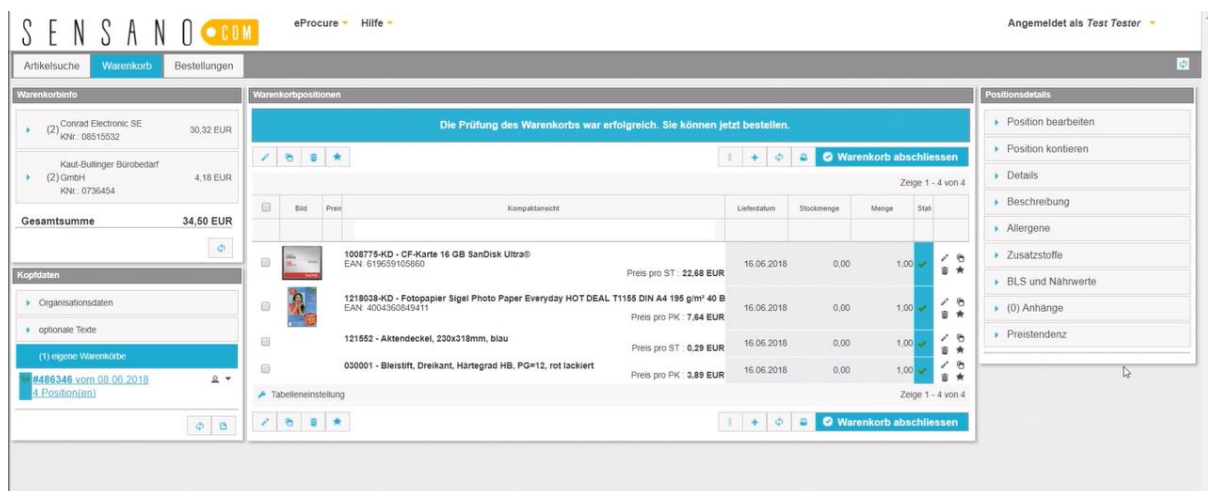 SENSANO COM
eProcure Hilfe
Angemeldet als Test Tester
Artikelsuche Warenkorb Bestellungen
Warenkorbinfo
(2) Conrad Electronic SE
KNr.: 08515532
30,32 EUR
(2) Kaut-Bullinger Bürobedarf
GmbH
KNr.: 0736454
4,18 EUR
Gesamtsumme 34,50 EUR
Kopfdaten
Organisationsdaten
optionale Texte
(1) eigene Warenkörbe
#486346 vom 08.06.2018
4 Position(en)
Warenkorbpositionen
Die Prüfung des Warenkorbs war erfolgreich. Sie können jetzt bestellen.
Warenkorb abschliessen
Zeige 1 - 4 von 4
Bild Preis Kompaktansicht Lieferdatum Stockmenge Menge Stat
1008775-KD - CF-Karte 16 GB SanDisk Ultra®
EAN: 619659105860
Preis pro ST : 22,68 EUR
16.06.2018 0,00 1,00
1218038-KD - Fotopapier Sigel Photo Paper Everyday HOT DEAL T1155 DIN A4 195 g/m² 40 B
EAN: 4004360849411
Preis pro PK : 7,64 EUR
16.06.2018 0,00 1,00
121552 - Aktendeckel, 230x318mm, blau
Preis pro ST : 0,29 EUR
16.06.2018 0,00 1,00
030001 - Bleistift, Dreikant, Härtegrad HB, PG=12, rot lackiert
Preis pro PK : 3,89 EUR
16.06.2018 0,00 1,00
Tabelleneinstellung
Zeige 1 - 4 von 4
Warenkorb abschliessen
Positionsdetails
Position bearbeiten
Position kontieren
Details
Beschreibung
Allergene
Zusatzstoffe
BLS und Nährwerte
(0) Anhänge
Preistendenz